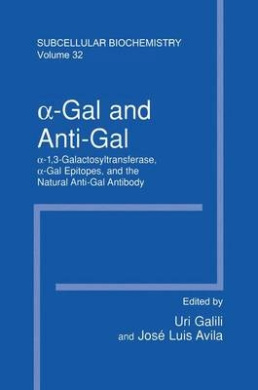 SUBCELLULAR BIOCHEMISTRY
Volume 32
α-Gal and
Anti-Gal
α-1,3-Galactosyltransferase,
α-Gal Epitopes, and the
Natural Anti-Gal Antibody
Edited by
Uri Galili
and José Luis Avila